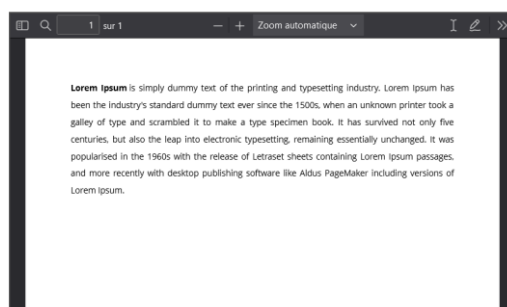 1 sur 1 — + Zoom automatique
Lorem Ipsum is simply dummy text of the printing and typesetting industry. Lorem Ipsum has
been the industry's standard dummy text ever since the 1500s, when an unknown printer took a
galley of type and scrambled it to make a type specimen book. It has survived not only five
centuries, but also the leap into electronic typesetting, remaining essentially unchanged. It was
popularised in the 1960s with the release of Letraset sheets containing Lorem Ipsum passages,
and more recently with desktop publishing software like Aldus PageMaker including versions of
Lorem Ipsum.